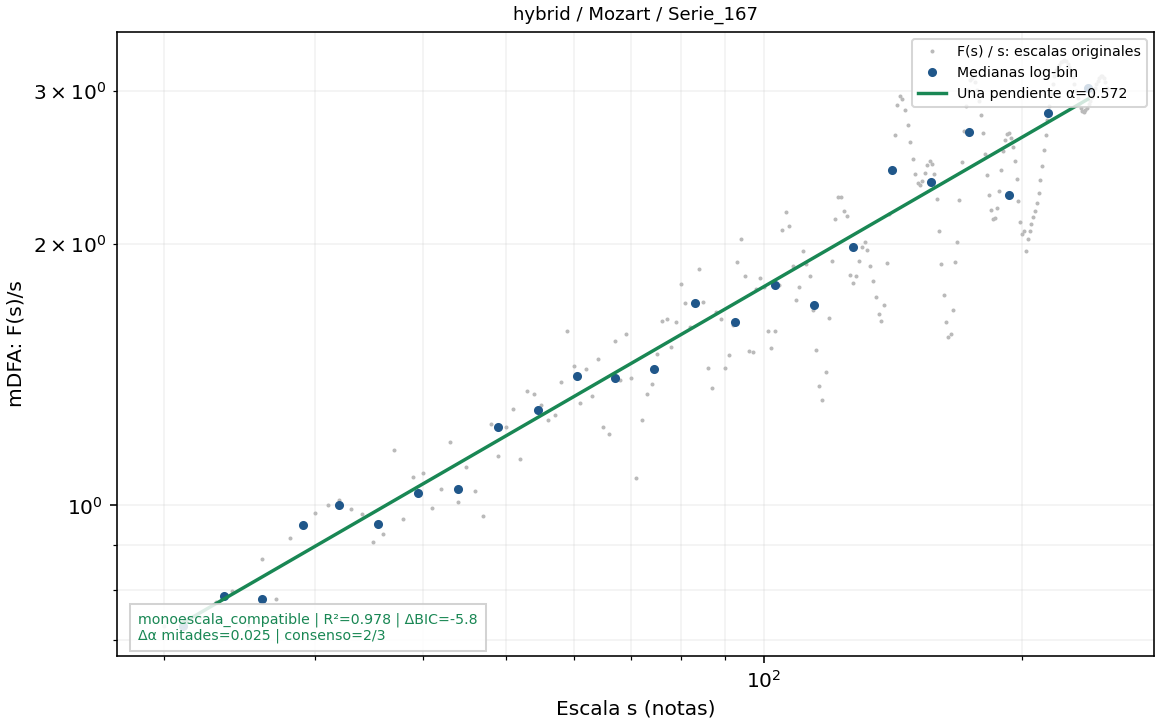 hybrid / Mozart / Serie_167
F(s) / s: escalas originales
Medianas log-bin
Una pendiente α=0.572
3 × 10⁰
2 × 10⁰
10⁰
mDFA: F(s)/s
monoescala_compatible | R²=0.978 | ΔBIC=-5.8
Δα mitades=0.025 | consenso=2/3
10²
Escala s (notas)